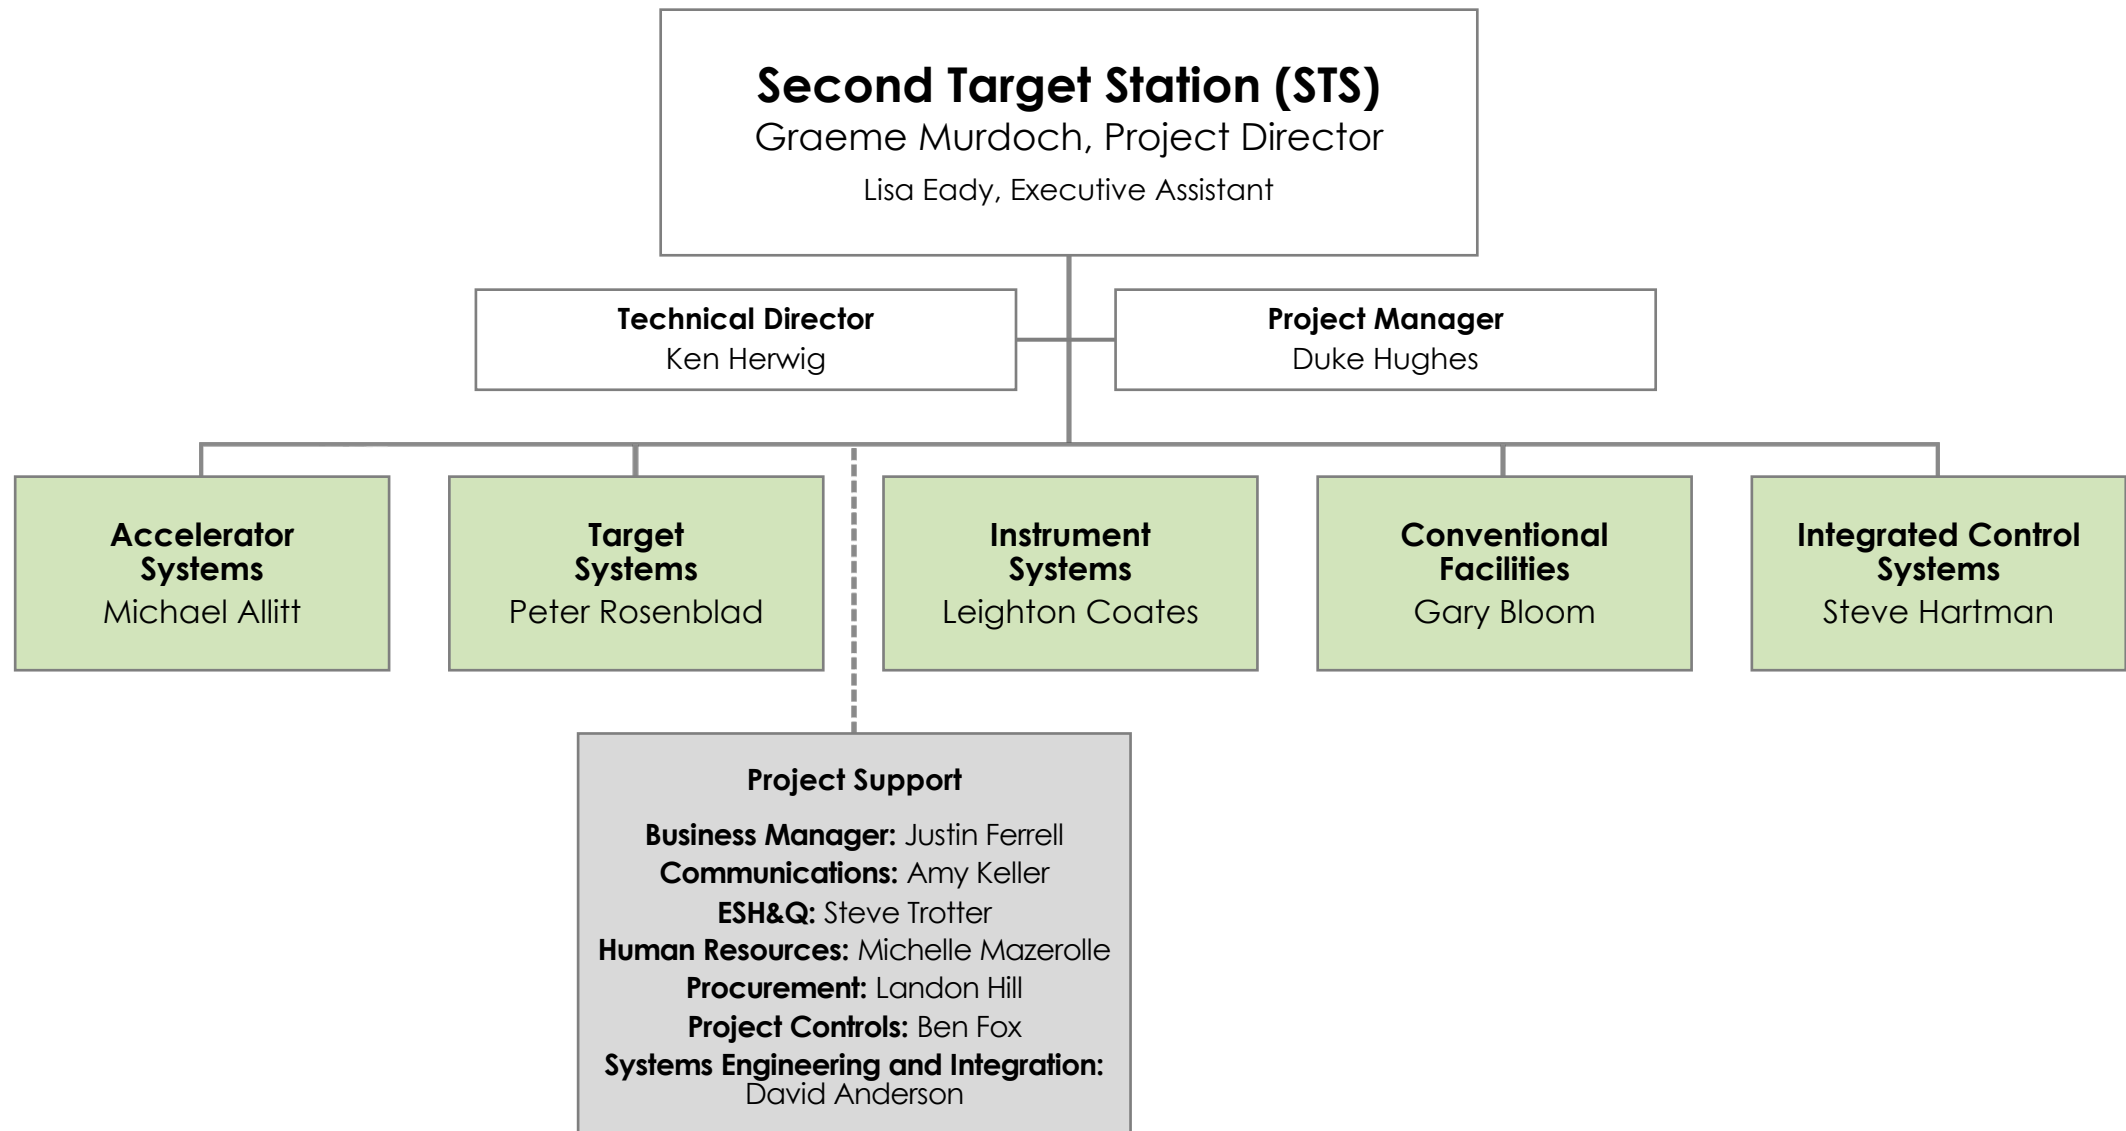 Second Target Station (STS)
Graeme Murdoch, Project Director
Lisa Eady, Executive Assistant
Technical Director
Ken Herwig
Project Manager
Duke Hughes
Accelerator
Systems
Michael Allitt
Target
Systems
Peter Rosenblad
Instrument
Systems
Leighton Coates
Conventional
Facilities
Gary Bloom
Integrated Control
Systems
Steve Hartman
Project Support
Business Manager: Justin Ferrell
Communications: Amy Keller
ESH&Q: Steve Trotter
Human Resources: Michelle Mazerolle
Procurement: Landon Hill
Project Controls: Ben Fox
Systems Engineering and Integration:
David Anderson